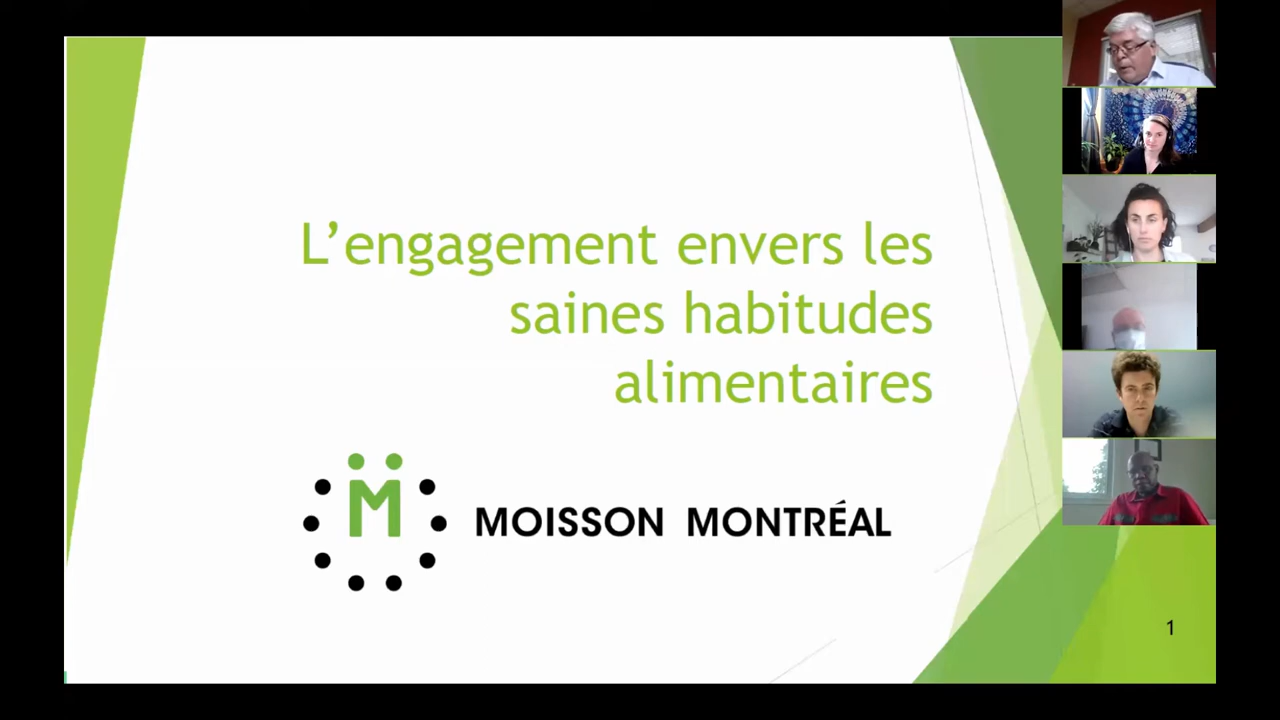 L’engagement envers les
saines habitudes
alimentaires
M
MOISSON MONTRÉAL
1